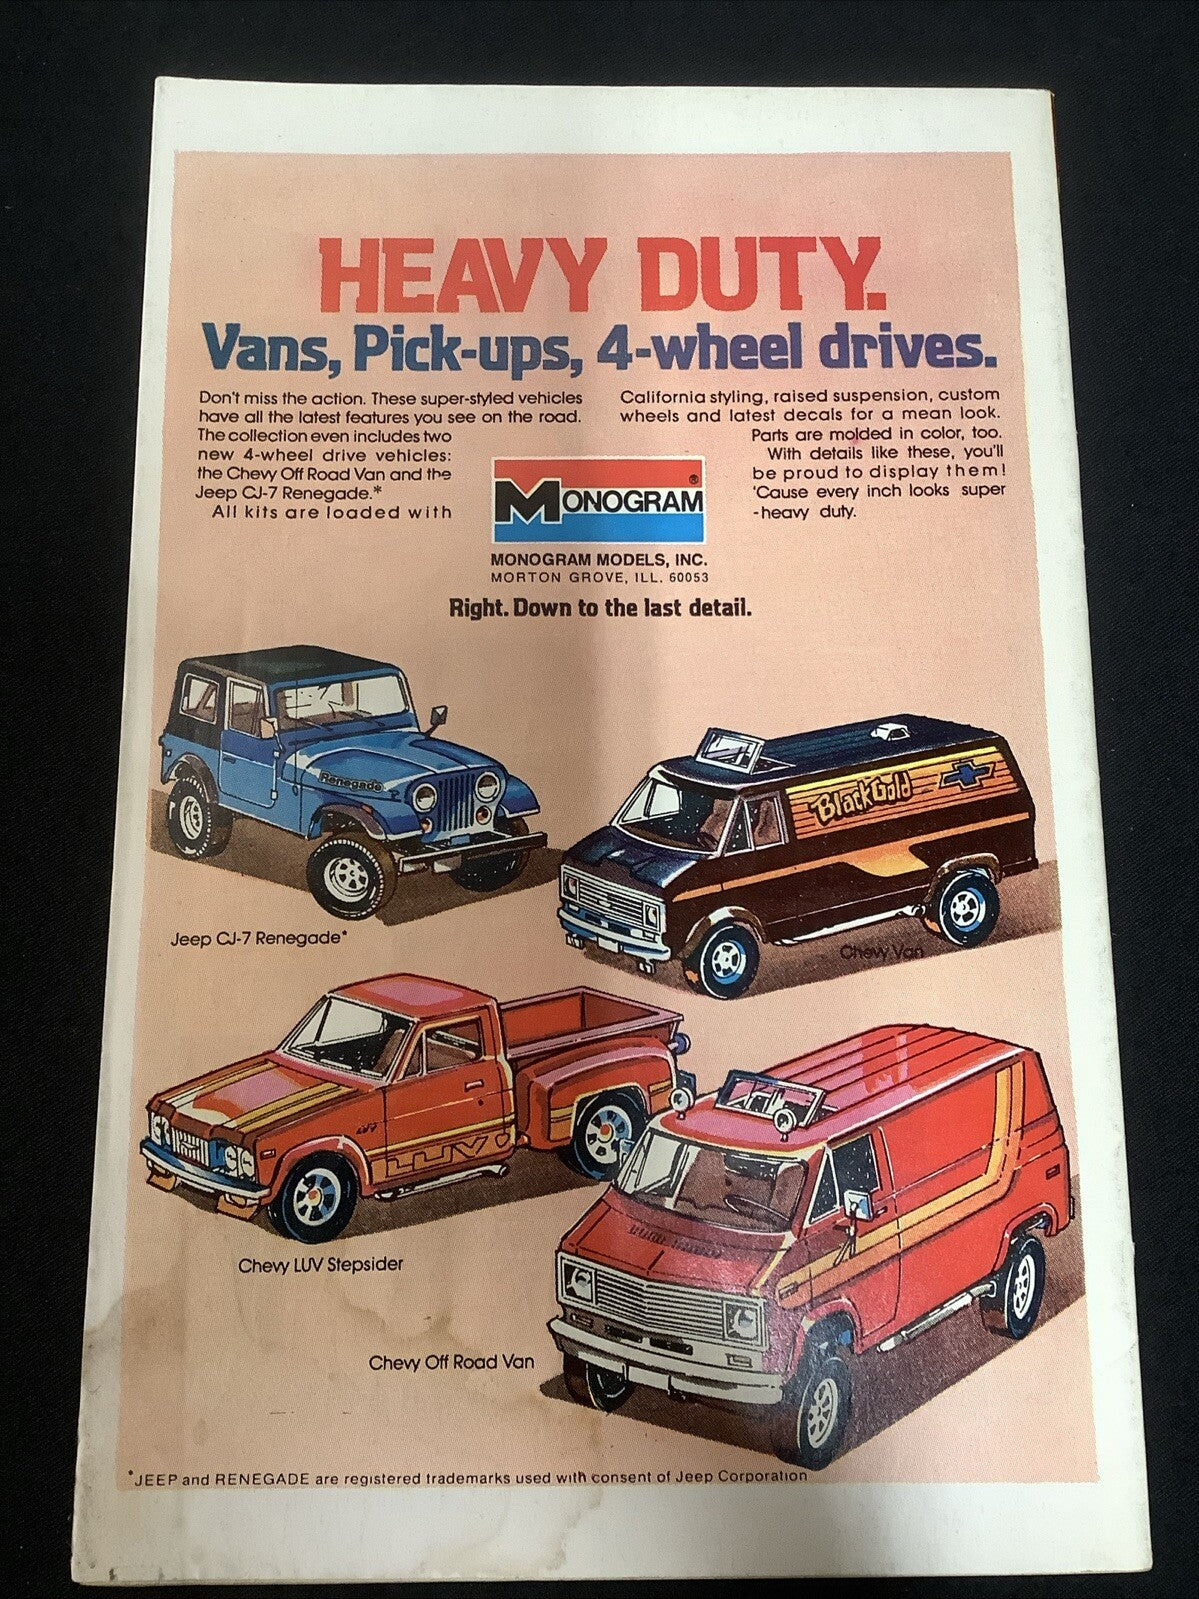 HEAVY DUTY.
Vans, Pick-ups, 4-wheel drives.
Don't miss the action. These super-styled vehicles
have all the latest features you see on the road.
The collection even includes two
new 4-wheel drive vehicles:
the Chevy Off Road Van and the
Jeep CJ-7 Renegade.*
All kits are loaded with
California styling, raised suspension, custom
wheels and latest decals for a mean look.
Parts are molded in color, too.
With details like these, you'll
be proud to display them!
'Cause every inch looks super
-heavy duty.
MONOGRAM®
MONOGRAM MODELS, INC.
MORTON GROVE, ILL. 60053
Right. Down to the last detail.
Renegade
Jeep CJ-7 Renegade*
Black Gold
Chevy Van
LUV
LUV
Chevy LUV Stepsider
Chevy Off Road Van
*JEEP and RENEGADE are registered trademarks used with consent of Jeep Corporation